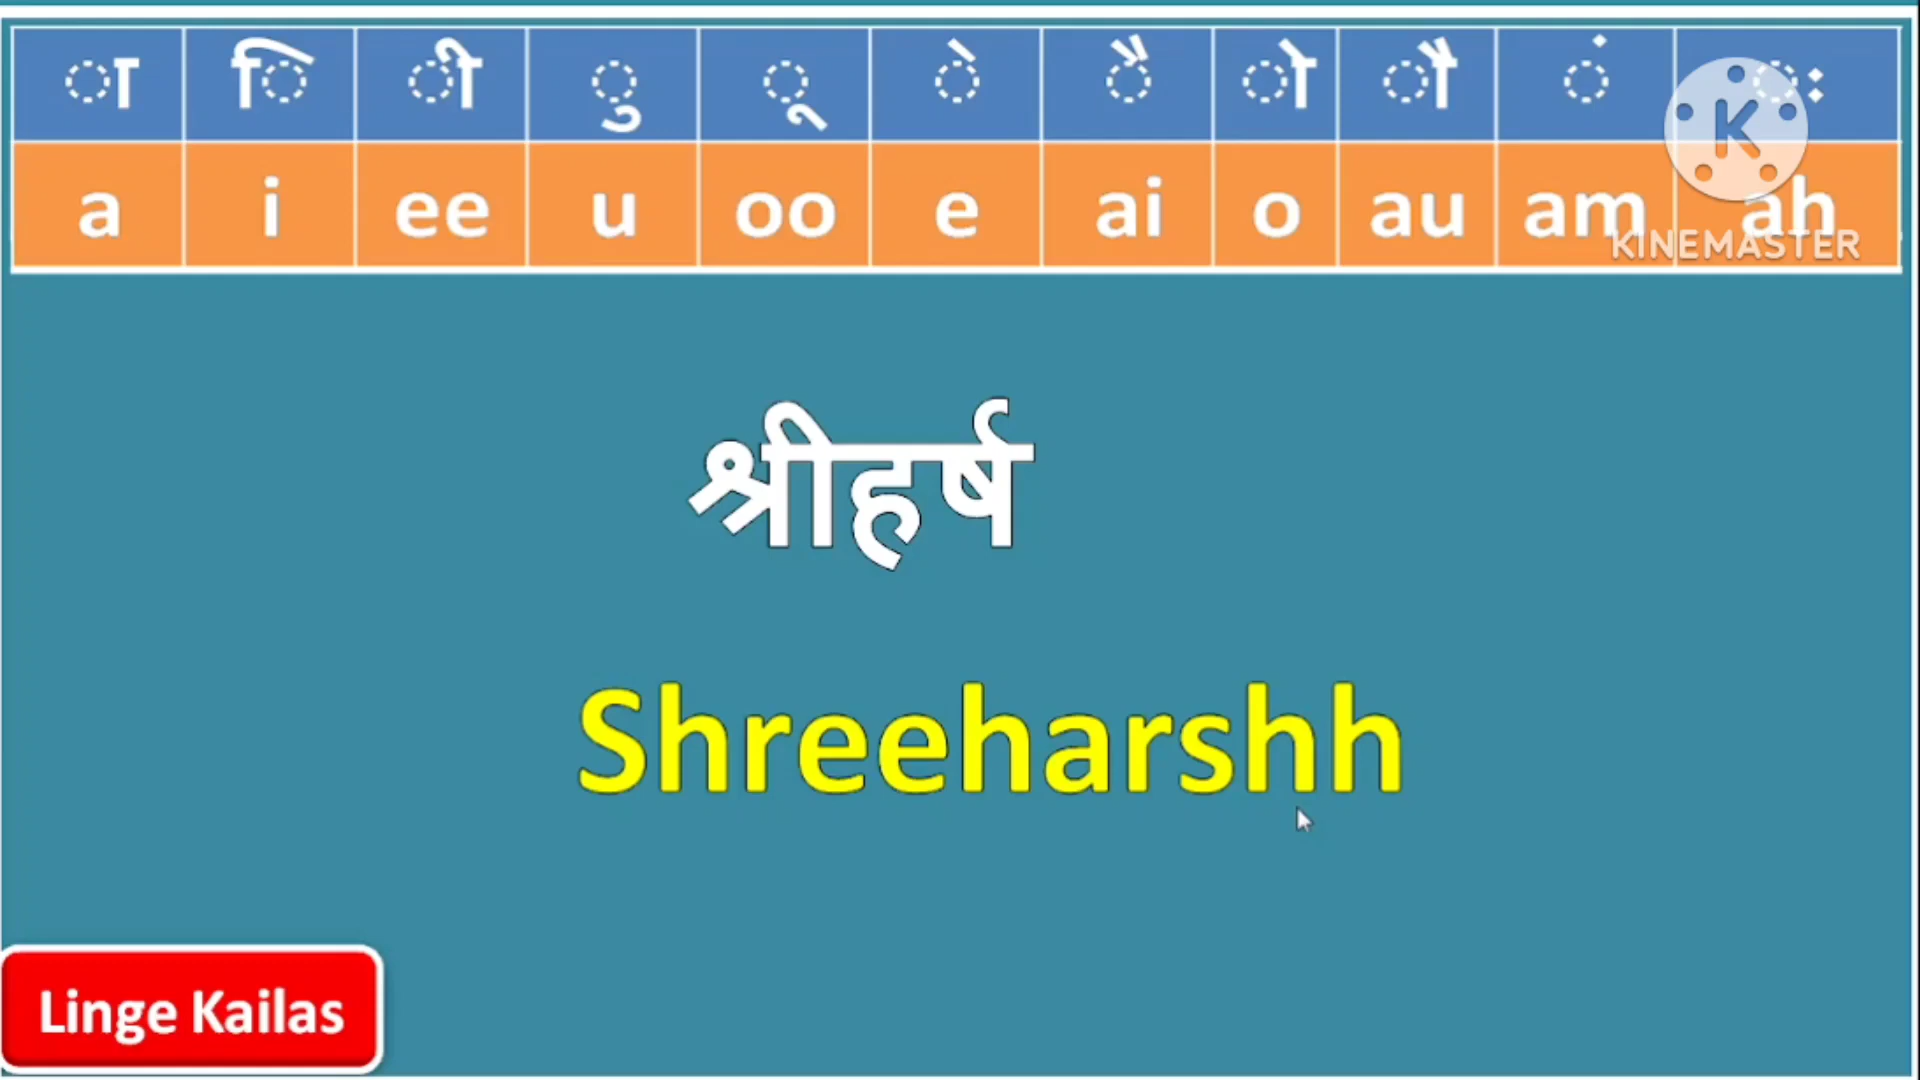 ा ि ी ु ू े ै ो ौ ं ः
a i ee u oo e ai o au am ah
K
KINEMASTER
श्रीहर्ष
Shreeharshh
Linge Kailas